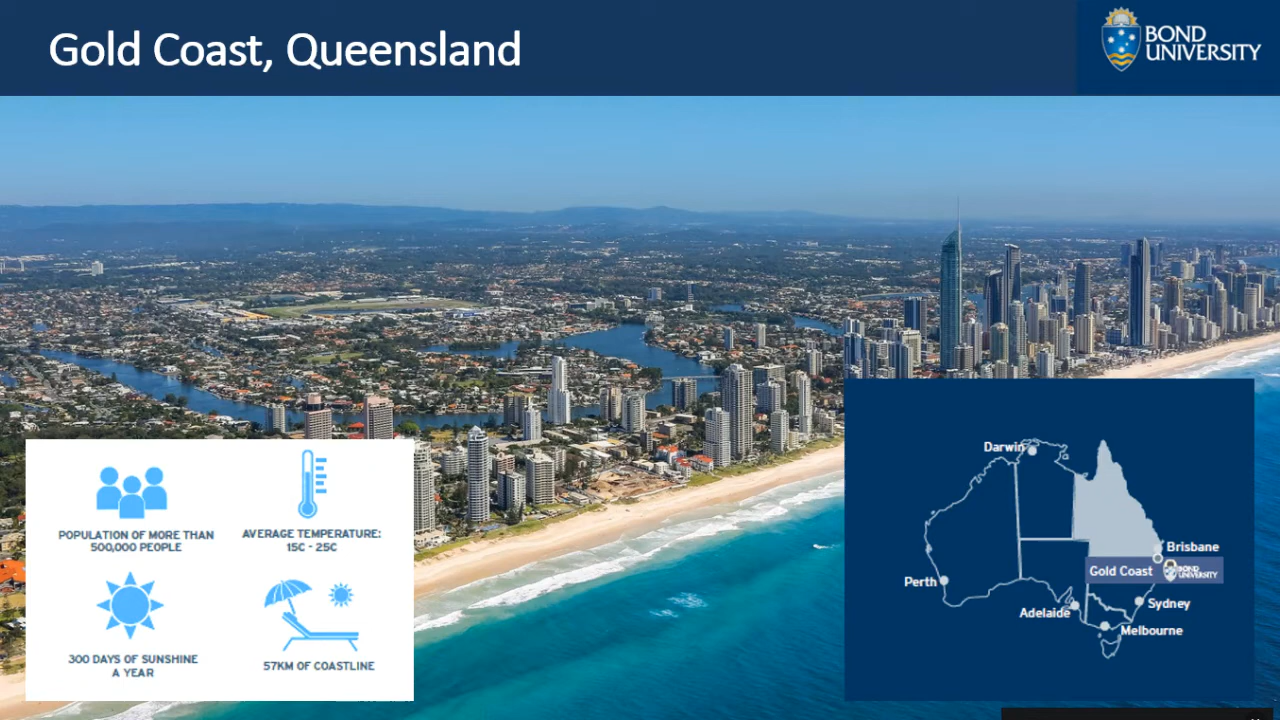 Gold Coast, Queensland
BOND
UNIVERSITY
POPULATION OF MORE THAN
500,000 PEOPLE
AVERAGE TEMPERATURE:
15C - 25C
300 DAYS OF SUNSHINE
A YEAR
57KM OF COASTLINE
Darwin
Brisbane
Gold Coast
BOND
UNIVERSITY
Perth
Adelaide
Sydney
Melbourne